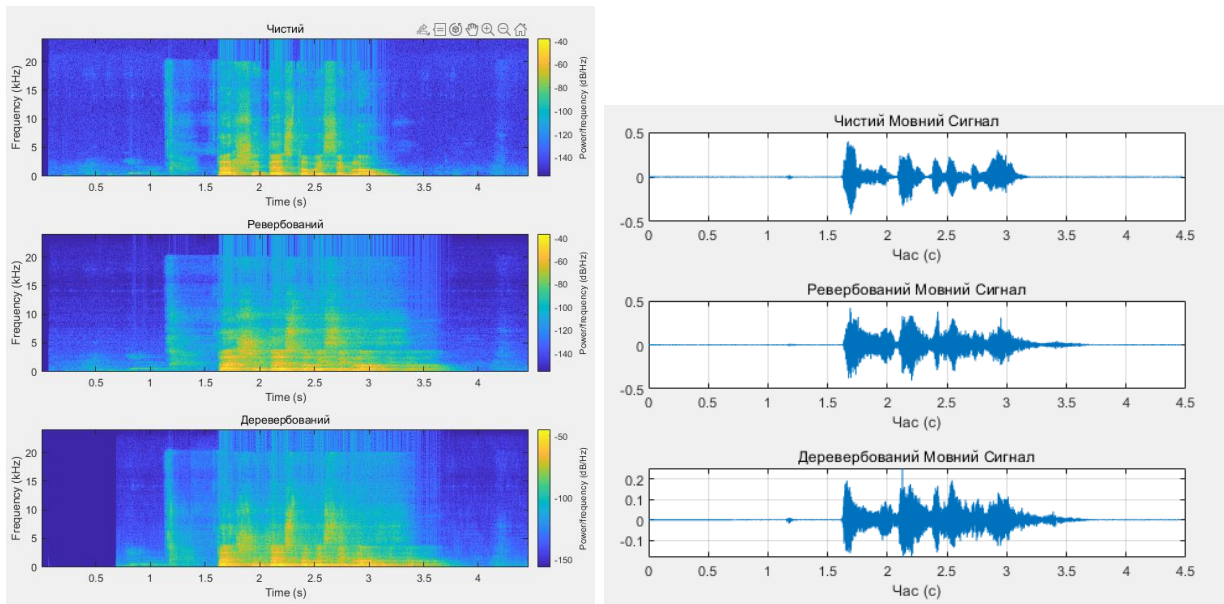 Чистий
20
15
10
5
0
Frequency (kHz)
0.5 1 1.5 2 2.5 3 3.5 4
Time (s)
-40
-60
-80
-100
-120
-140
Power/frequency (dB/Hz)
Ревербований
20
15
10
5
0
Frequency (kHz)
0.5 1 1.5 2 2.5 3 3.5 4
Time (s)
-40
-60
-80
-100
-120
-140
Power/frequency (dB/Hz)
Деревербований
20
15
10
5
0
Frequency (kHz)
0.5 1 1.5 2 2.5 3 3.5 4
Time (s)
-50
-100
-150
Power/frequency (dB/Hz)
Чистий Мовний Сигнал
0.5
0
-0.5
0 0.5 1 1.5 2 2.5 3 3.5 4 4.5
Час (с)
Ревербований Мовний Сигнал
0.5
0
-0.5
0 0.5 1 1.5 2 2.5 3 3.5 4 4.5
Час (с)
Деревербований Мовний Сигнал
0.2
0.1
0
-0.1
0 0.5 1 1.5 2 2.5 3 3.5 4 4.5
Час (с)